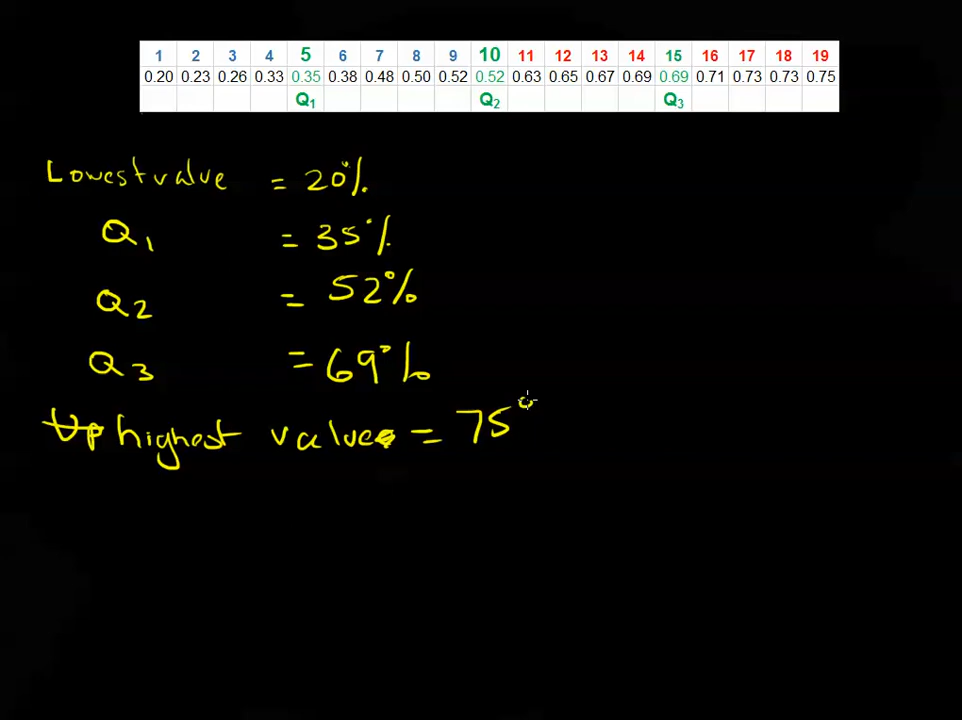 1 2 3 4 5 6 7 8 9 10 11 12 13 14 15 16 17 18 19
0.20 0.23 0.26 0.33 0.35 0.38 0.48 0.50 0.52 0.52 0.63 0.65 0.67 0.69 0.69 0.71 0.73 0.73 0.75
Q1 Q2 Q3
Lowest value = 20%
Q1 = 35%
Q2 = 52%
Q3 = 69%
Up highest value = 75°